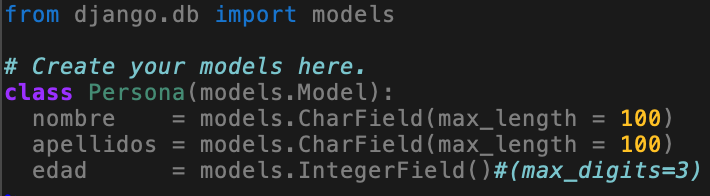 from django.db import models
# Create your models here.
class Persona(models.Model):
  nombre    = models.CharField(max_length = 100)
  apellidos = models.CharField(max_length = 100)
  edad      = models.IntegerField()#(max_digits=3)